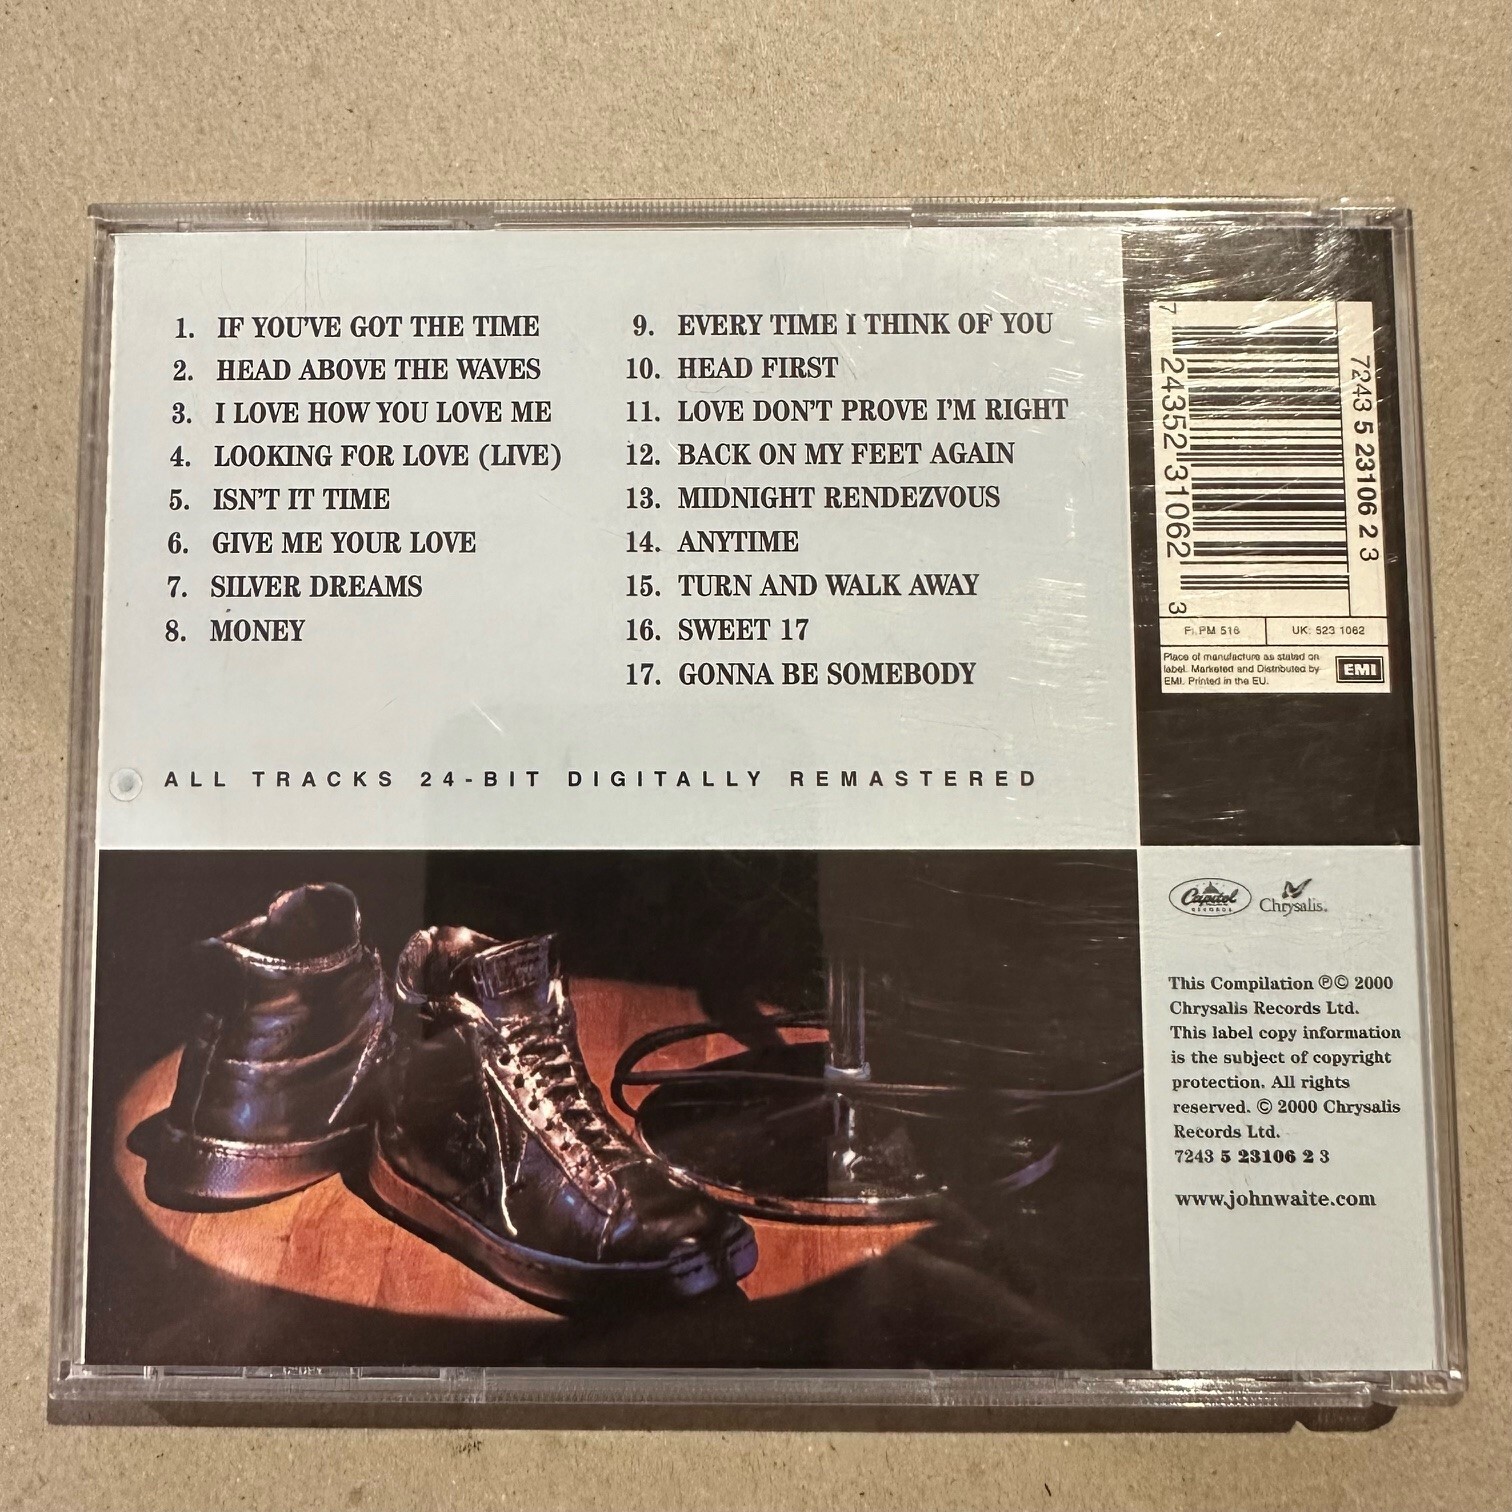 1. IF YOU'VE GOT THE TIME
2. HEAD ABOVE THE WAVES
3. I LOVE HOW YOU LOVE ME
4. LOOKING FOR LOVE (LIVE)
5. ISN'T IT TIME
6. GIVE ME YOUR LOVE
7. SILVER DREAMS
8. MONEY
9. EVERY TIME I THINK OF YOU
10. HEAD FIRST
11. LOVE DON'T PROVE I'M RIGHT
12. BACK ON MY FEET AGAIN
13. MIDNIGHT RENDEZVOUS
14. ANYTIME
15. TURN AND WALK AWAY
16. SWEET 17
17. GONNA BE SOMEBODY
ALL TRACKS 24-BIT DIGITALLY REMASTERED
7243 5 23106 2 3
7 24352 31062 3
PM 516
UK: 523 1062
Place of manufacture as stated on
label. Marketed and Distributed by
EMI. Printed in the EU.
EMI
Capitol
RECORDS
Chrysalis.
This Compilation ℗© 2000
Chrysalis Records Ltd.
This label copy information
is the subject of copyright
protection. All rights
reserved. © 2000 Chrysalis
Records Ltd.
7243 5 23106 2 3
www.johnwaite.com